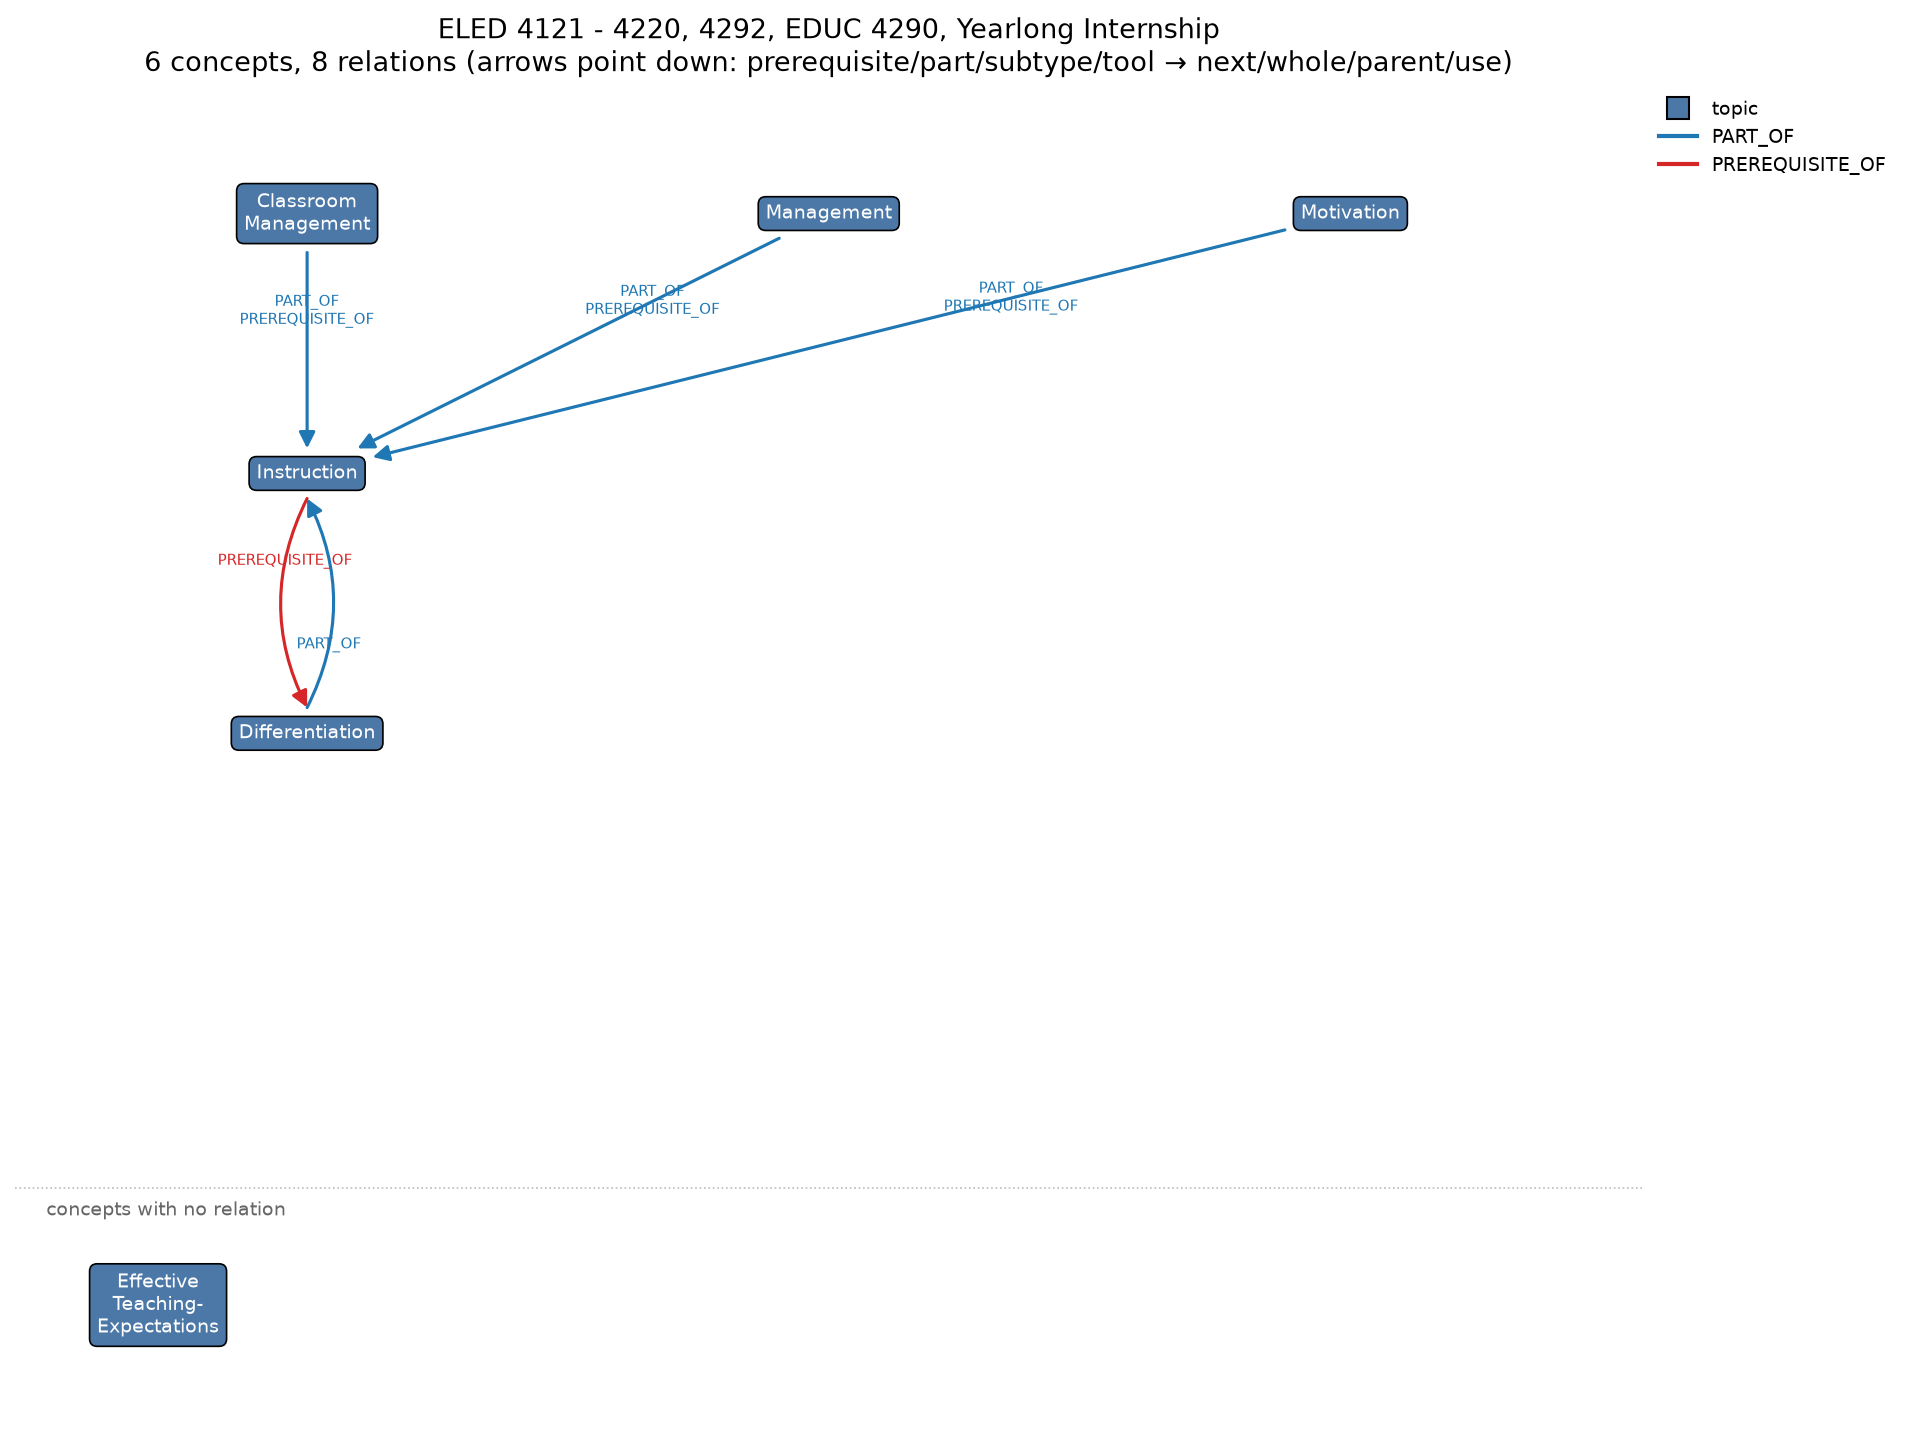 ELED 4121 - 4220, 4292, EDUC 4290, Yearlong Internship
6 concepts, 8 relations (arrows point down: prerequisite/part/subtype/tool → next/whole/parent/use)
topic
PART_OF
PREREQUISITE_OF
Classroom
Management
Management
Motivation
PART_OF
PREREQUISITE_OF
PART_OF
PREREQUISITE_OF
PART_OF
PREREQUISITE_OF
Instruction
PREREQUISITE_OF
PART_OF
Differentiation
concepts with no relation
Effective
Teaching-
Expectations